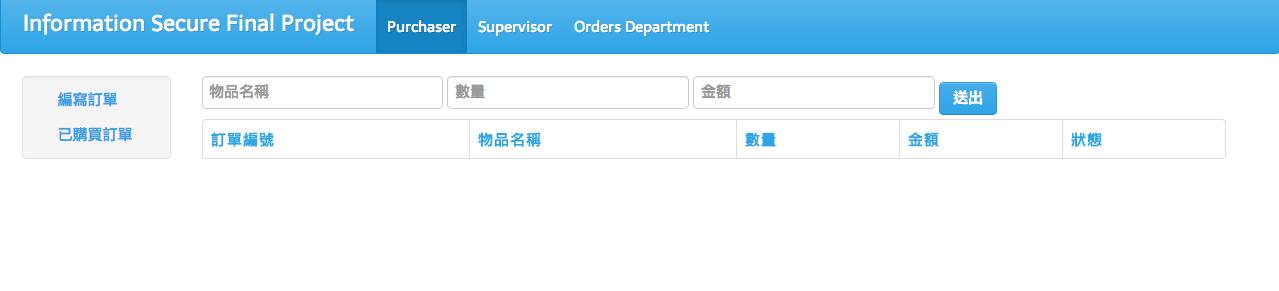 Information Secure Final Project Purchaser Supervisor Orders Department
編寫訂單
已購買訂單
物品名稱 數量 金額 送出
訂單編號 物品名稱 數量 金額 狀態